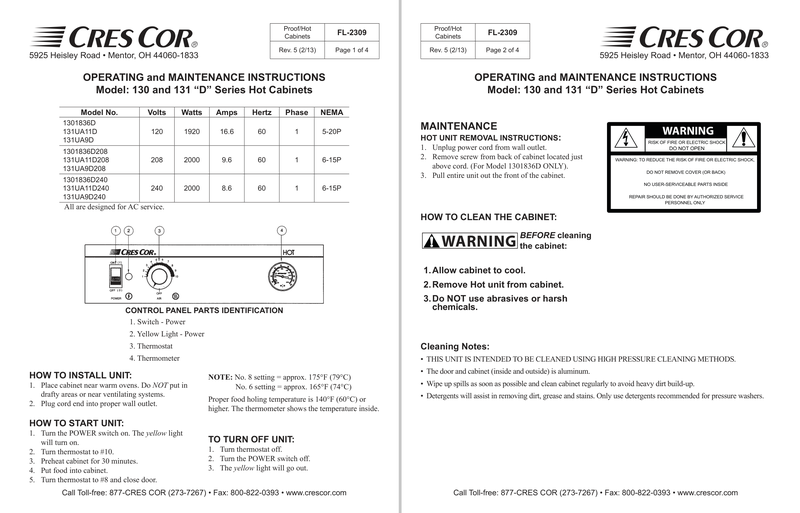 CRES COR®
5925 Heisley Road • Mentor, OH 44060-1833
Proof/Hot Cabinets
FL-2309
Rev. 5 (2/13)
Page 1 of 4
OPERATING and MAINTENANCE INSTRUCTIONS
Model: 130 and 131 “D” Series Hot Cabinets
Model No. Volts Watts Amps Hertz Phase NEMA
1301836D
131UA11D 120 1920 16.6 60 1 5-20P
131UA9D
1301836D208
131UA11D208 208 2000 9.6 60 1 6-15P
131UA9D208
1301836D240
131UA11D240 240 2000 8.6 60 1 6-15P
131UA9D240
All are designed for AC service.
1 2 3 4
CRES COR® HOT
OFF
POWER
OFF
AIR
CONTROL PANEL PARTS IDENTIFICATION
1. Switch - Power
2. Yellow Light - Power
3. Thermostat
4. Thermometer
HOW TO INSTALL UNIT:
1. Place cabinet near warm ovens. Do NOT put in
drafty areas or near ventilating systems.
2. Plug cord end into proper wall outlet.
HOW TO START UNIT:
1. Turn the POWER switch on. The yellow light
will turn on.
2. Turn thermostat to #10.
3. Preheat cabinet for 30 minutes.
4. Put food into cabinet.
5. Turn thermostat to #8 and close door.
NOTE: No. 8 setting = approx. 175°F (79°C)
No. 6 setting = approx. 165°F (74°C)
Proper food holing temperature is 140°F (60°C) or
higher. The thermometer shows the temperature inside.
TO TURN OFF UNIT:
1. Turn thermostat off.
2. Turn the POWER switch off.
3. The yellow light will go out.
Call Toll-free: 877-CRES COR (273-7267) • Fax: 800-822-0393 • www.crescor.com
Proof/Hot Cabinets
FL-2309
Rev. 5 (2/13)
Page 2 of 4
CRES COR®
5925 Heisley Road • Mentor, OH 44060-1833
OPERATING and MAINTENANCE INSTRUCTIONS
Model: 130 and 131 “D” Series Hot Cabinets
MAINTENANCE
HOT UNIT REMOVAL INSTRUCTIONS:
1. Unplug power cord from wall outlet.
2. Remove screw from back of cabinet located just
above cord. (For Model 1301836D ONLY).
3. Pull entire unit out the front of the cabinet.
WARNING
RISK OF FIRE OR ELECTRIC SHOCK
DO NOT OPEN
WARNING: TO REDUCE THE RISK OF FIRE OR ELECTRIC SHOCK,
DO NOT REMOVE COVER (OR BACK)
NO USER-SERVICEABLE PARTS INSIDE
REPAIR SHOULD BE DONE BY AUTHORIZED SERVICE
PERSONNEL ONLY
HOW TO CLEAN THE CABINET:
WARNING
BEFORE cleaning
the cabinet:
1. Allow cabinet to cool.
2. Remove Hot unit from cabinet.
3. Do NOT use abrasives or harsh
chemicals.
Cleaning Notes:
• THIS UNIT IS INTENDED TO BE CLEANED USING HIGH PRESSURE CLEANING METHODS.
• The door and cabinet (inside and outside) is aluminum.
• Wipe up spills as soon as possible and clean cabinet regularly to avoid heavy dirt build-up.
• Detergents will assist in removing dirt, grease and stains. Only use detergents recommended for pressure washers.
Call Toll-free: 877-CRES COR (273-7267) • Fax: 800-822-0393 • www.crescor.com